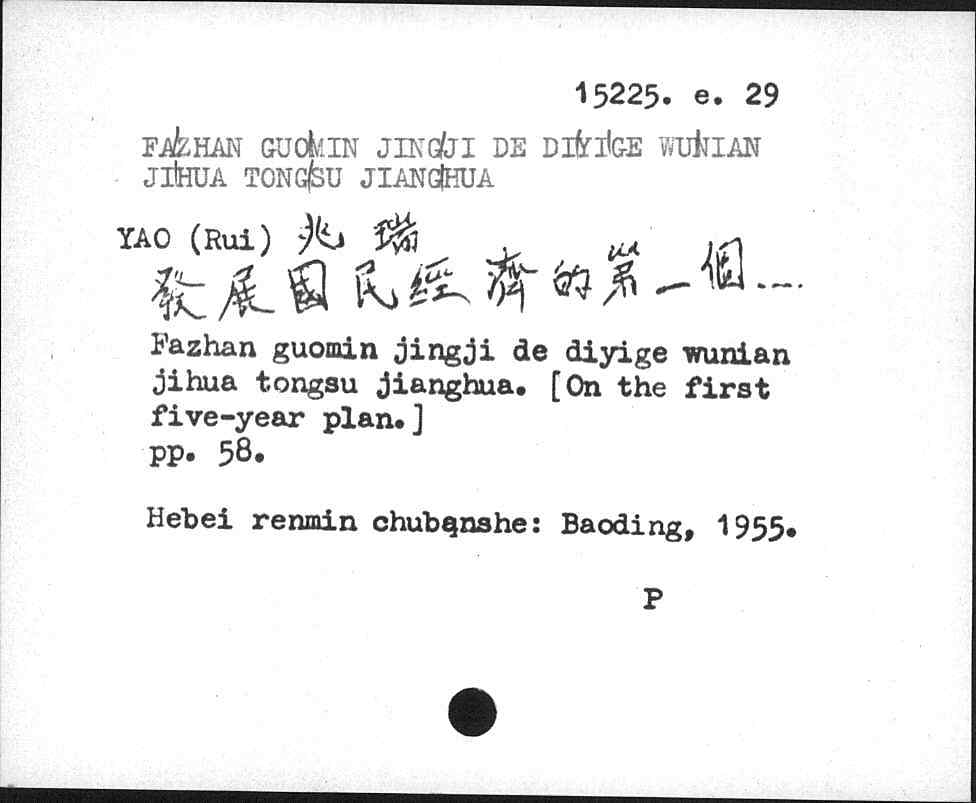 15225. e. 29
FAZHAN GUOMIN JINGJI DE DIYIGE WUNIAN
JIHUA TONGSU JIANGHUA
YAO (Rui) 兆 瑞
發展國民經濟的第一個....
Fazhan guomin jingji de diyige wunian
jihua tongsu jianghua. [On the first
five-year plan.]
pp. 58.
Hebei renmin chubanshe: Baoding, 1955.
P